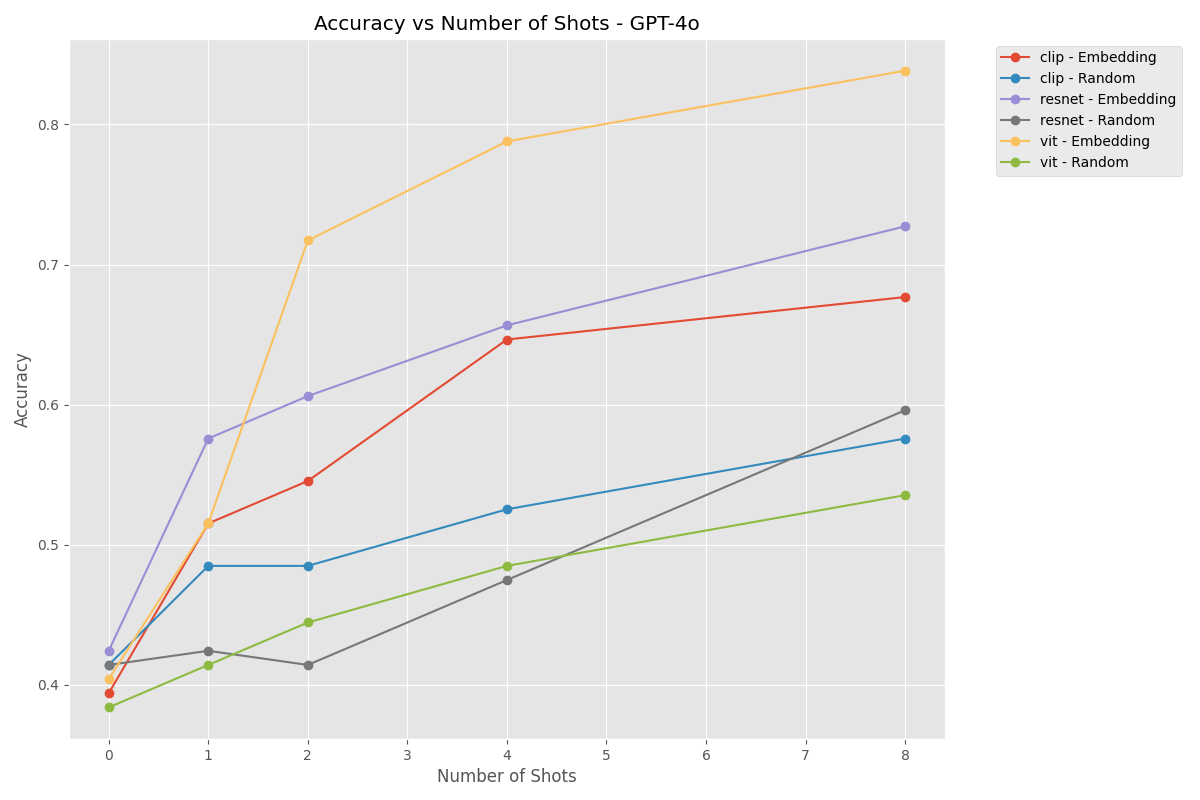 Accuracy vs Number of Shots - GPT-4o
clip - Embedding
clip - Random
resnet - Embedding
resnet - Random
vit - Embedding
vit - Random
Accuracy
0.8
0.7
0.6
0.5
0.4
0 1 2 3 4 5 6 7 8
Number of Shots